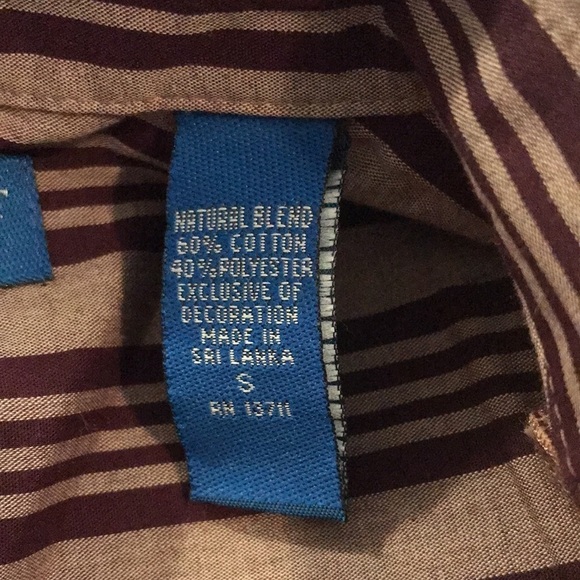 NATURAL BLEND
60% COTTON
40% POLYESTER
EXCLUSIVE OF
DECORATION
MADE IN
SRI LANKA
S
RN 13711